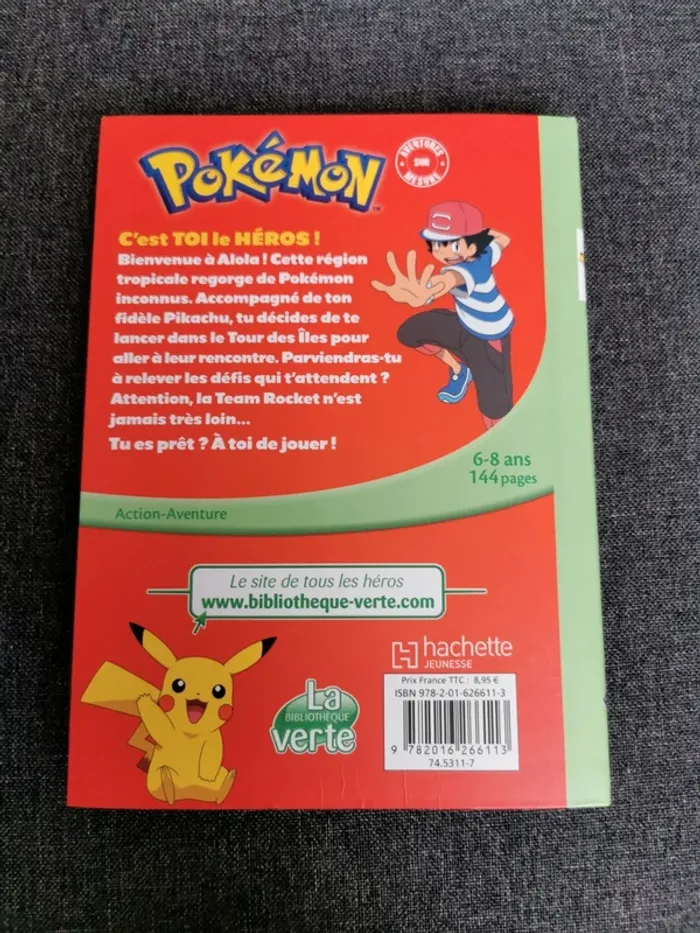 POKéMON
TM
AVENTURES
SUR
MESURE
C'est TOI le HÉROS !
Bienvenue à Alola ! Cette région
tropicale regorge de Pokémon
inconnus. Accompagné de ton
fidèle Pikachu, tu décides de te
lancer dans le Tour des Îles pour
aller à leur rencontre. Parviendras-tu
à relever les défis qui t'attendent ?
Attention, la Team Rocket n'est
jamais très loin...
Tu es prêt ? À toi de jouer !
6-8 ans
144 pages
Action-Aventure
Le site de tous les héros
www.bibliotheque-verte.com
hachette
JEUNESSE
Prix France TTC : 8,95 €
ISBN 978-2-01-626611-3
9 782016 266113
74.5311-7
La
BIBLIOTHÈQUE
verte